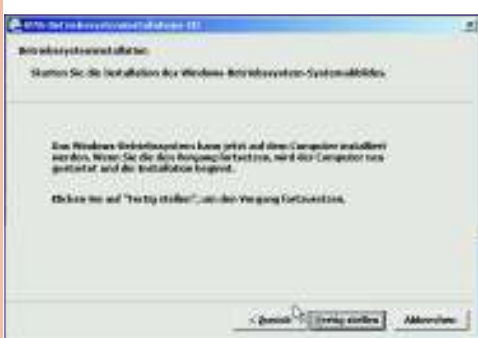 Betriebssysteminstallation
Starten Sie die Installation des Windows-Betriebssystem-Systemabbildes.
Das Windows-Betriebssystem kann jetzt auf dem Computer installiert
werden. Wenn Sie die den Vorgang fortsetzen, wird der Computer neu
gestartet und die Installation beginnt.
Klicken Sie auf "Fertig stellen", um den Vorgang fortzusetzen.
< Zurück Fertig stellen Abbrechen